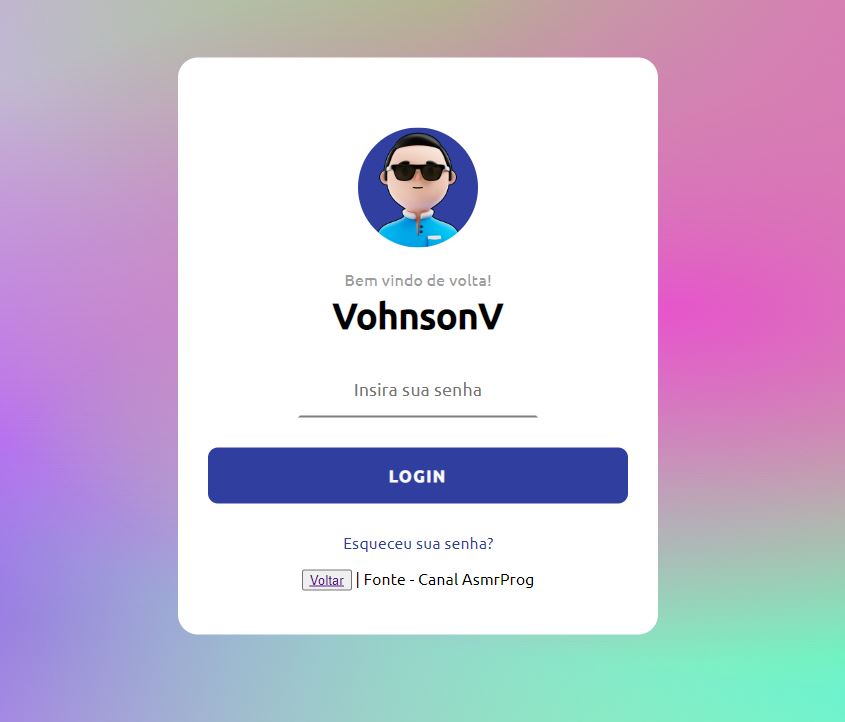 Bem vindo de volta!
VohnsonV
Insira sua senha
LOGIN
Esqueceu sua senha?
Voltar | Fonte - Canal AsmrProg